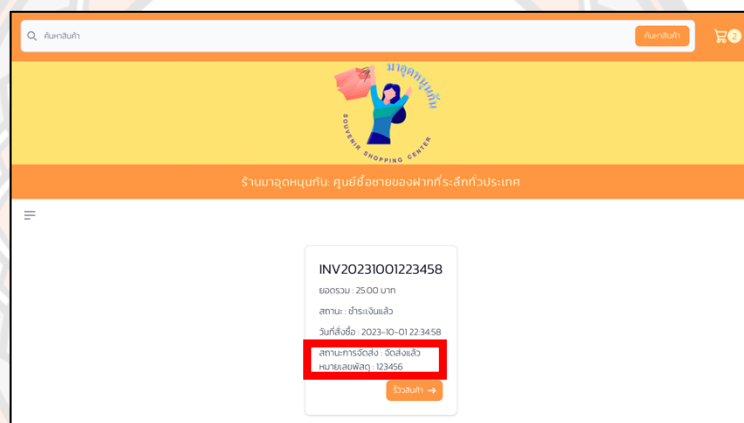 ค้นหาสินค้า
ค้นหาสินค้า
2
มาอุดหนุนกัน
SOUVENIR SHOPPING CENTER
ร้านมาอุดหนุนกัน: ศูนย์ซื้อขายของฝากที่ระลึกทั่วประเทศ
INV20231001223458
ยอดรวม : 25.00 บาท
สถานะ : ชำระเงินแล้ว
วันที่สั่งซื้อ : 2023-10-01 22:34:58
สถานะการจัดส่ง : จัดส่งแล้ว
หมายเลขพัสดุ : 123456
รีวิวสินค้า →